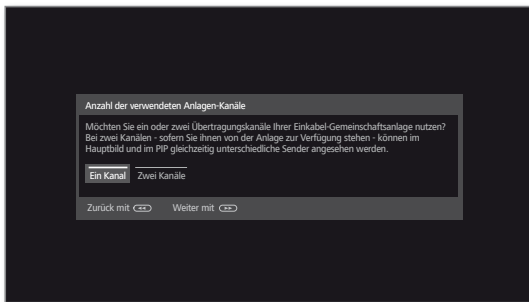 Anzahl der verwendeten Anlagen-Kanäle
Möchten Sie ein oder zwei Übertragungskanäle Ihrer Einkabel-Gemeinschaftsanlage nutzen?
Bei zwei Kanälen - sofern Sie ihnen von der Anlage zur Verfügung stehen - können im
Hauptbild und im PIP gleichzeitig unterschiedliche Sender angesehen werden.
Ein Kanal Zwei Kanäle
Zurück mit Weiter mit